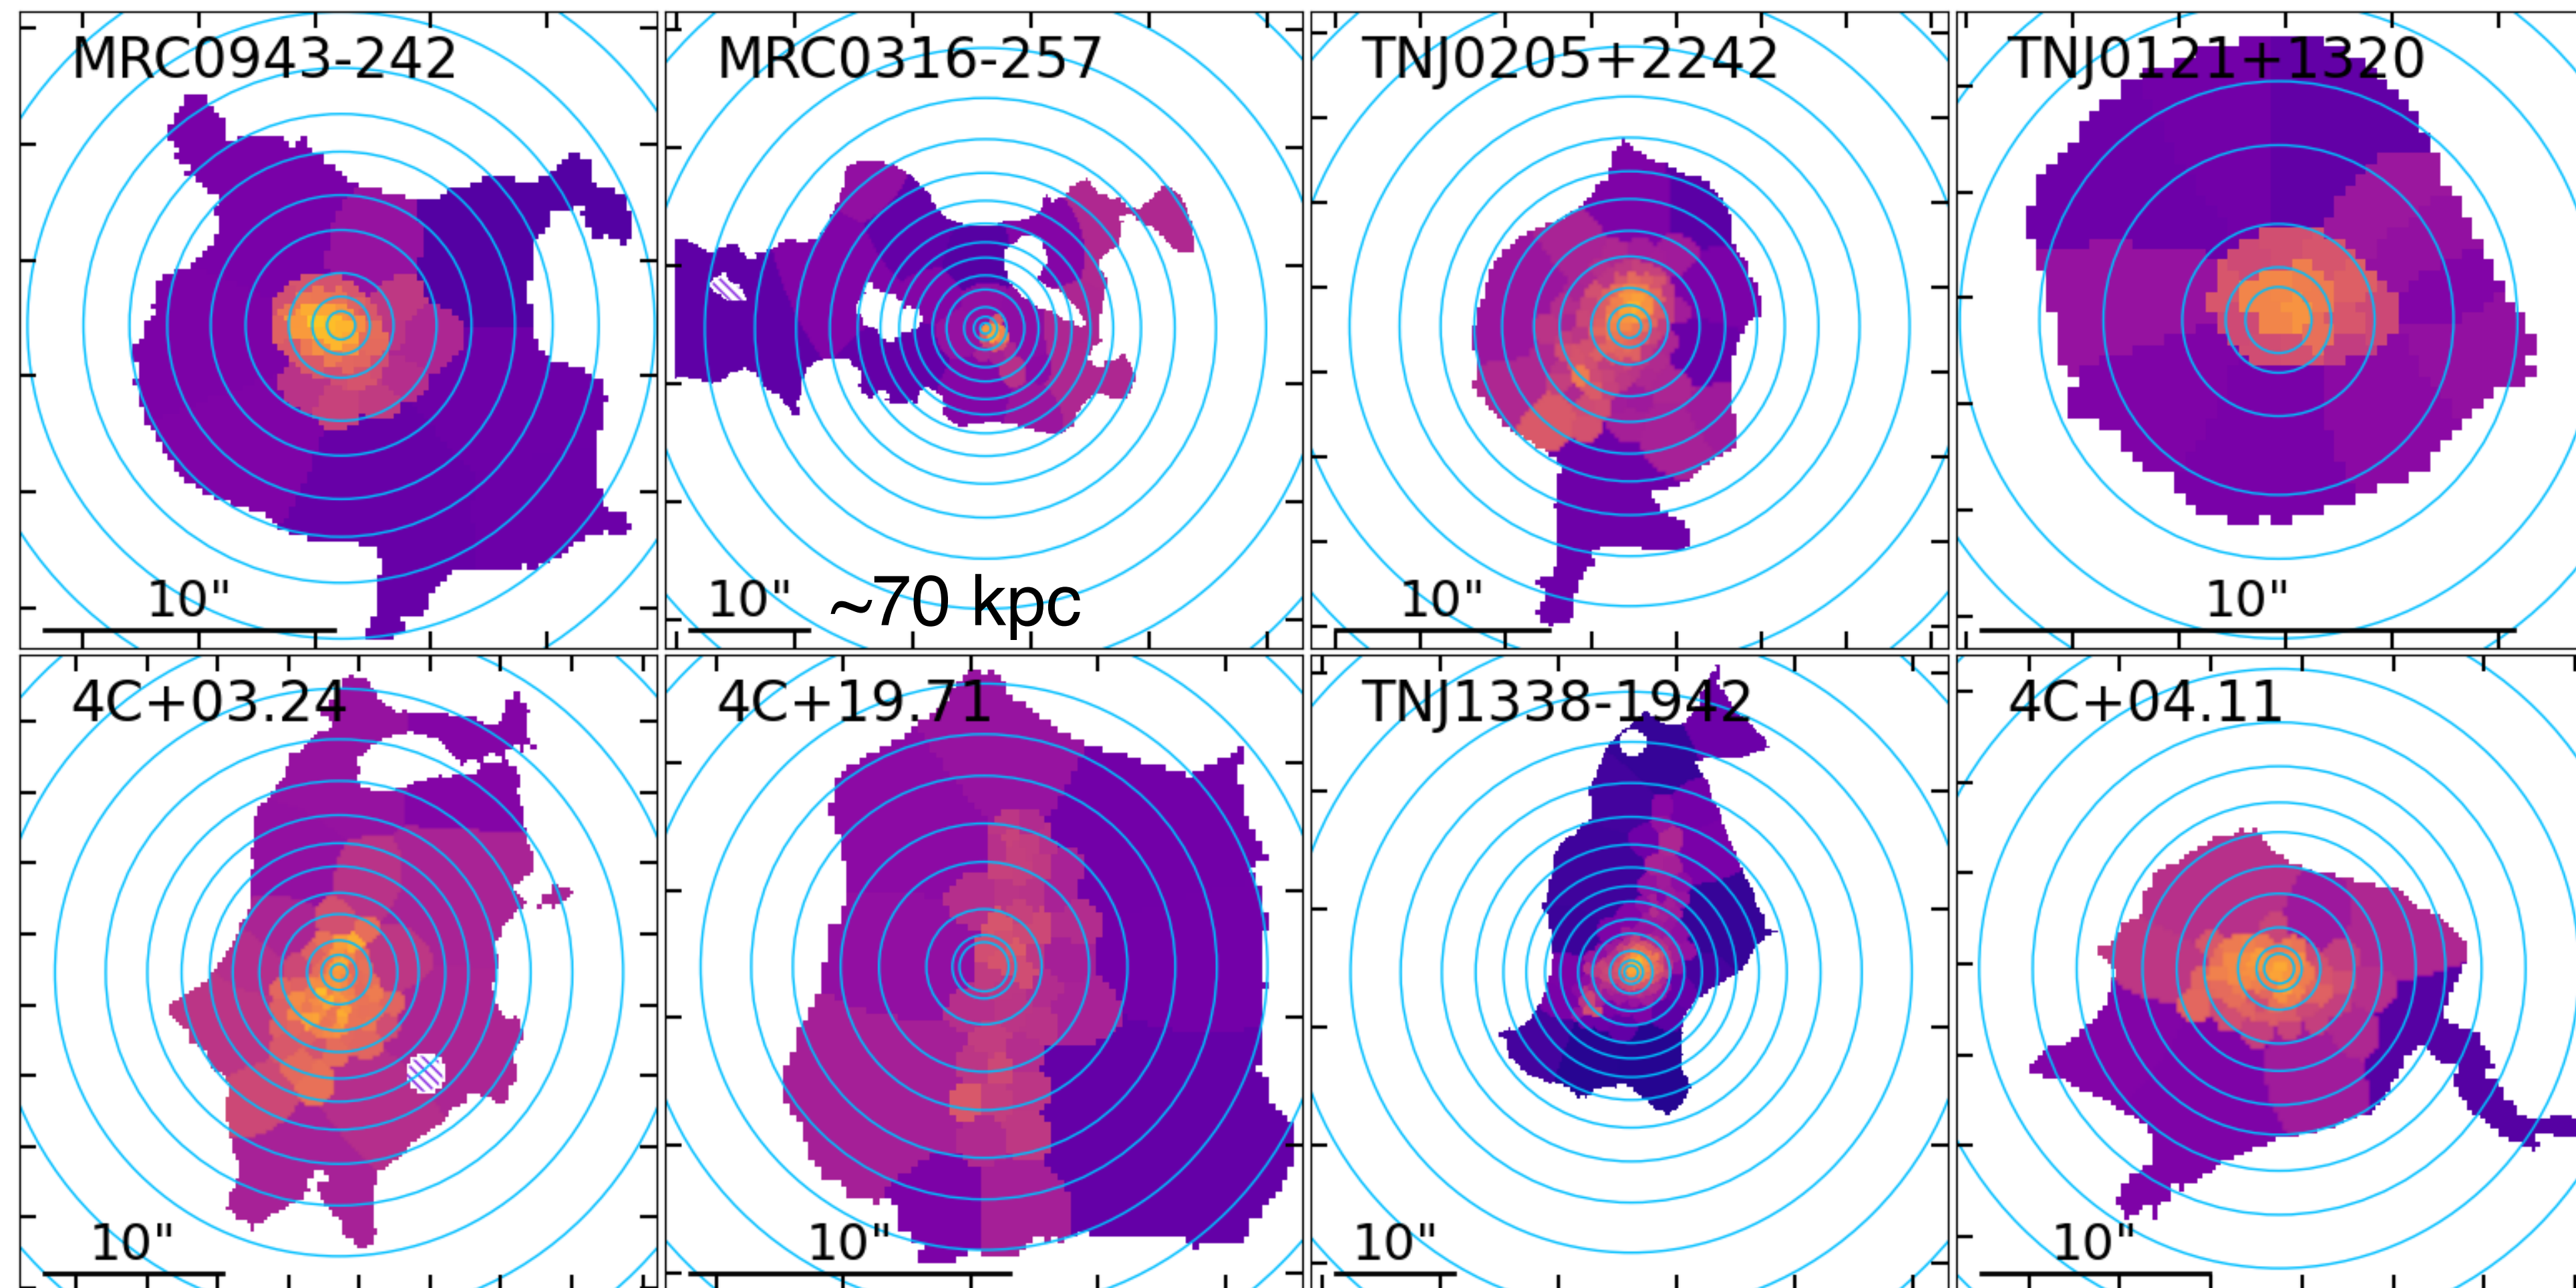 MRC0943-242
10"
MRC0316-257
10" ~70 kpc
TNJ0205+2242
10"
TNJ0121+1320
10"
4C+03.24
10"
4C+19.71
10"
TNJ1338-1942
10"
4C+04.11
10"